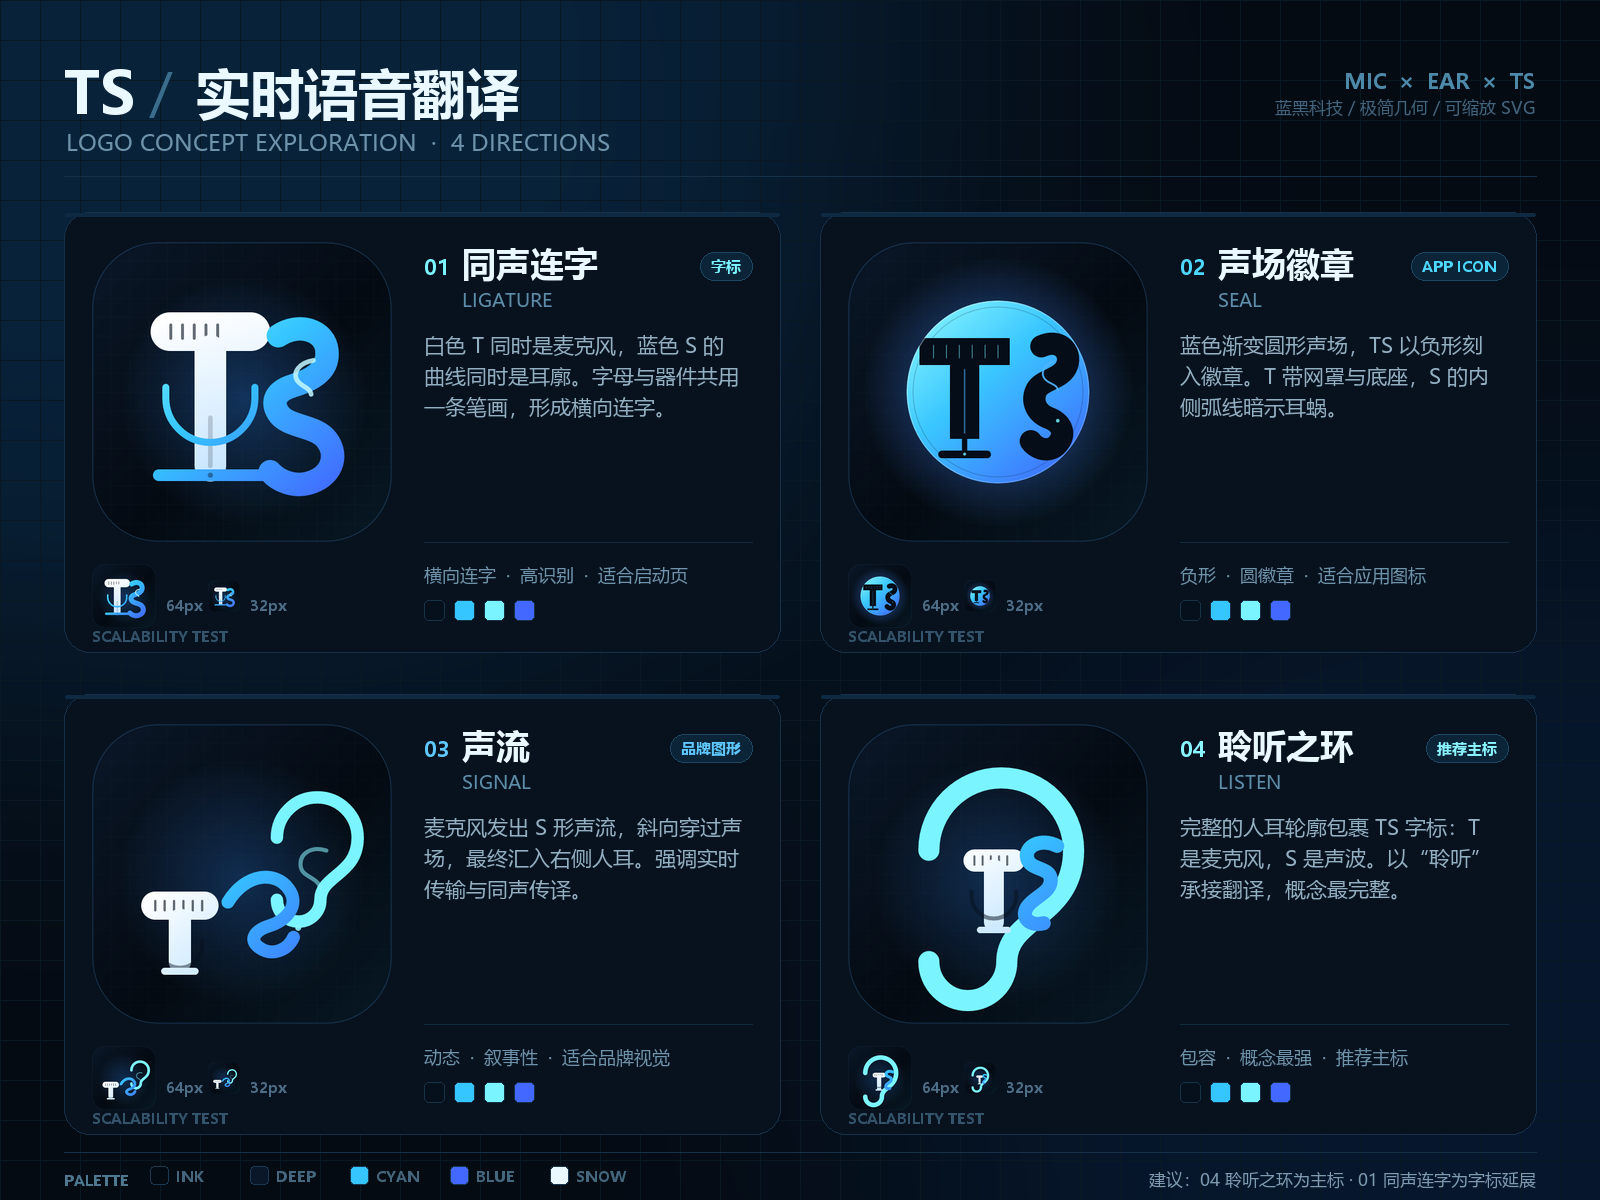 TS / 实时语音翻译
LOGO CONCEPT EXPLORATION · 4 DIRECTIONS
MIC × EAR × TS
蓝黑科技 / 极简几何 / 可缩放 SVG
01 同声连字 字标
LIGATURE
白色 T 同时是麦克风，蓝色 S 的
曲线同时是耳廓。字母与器件共用
一条笔画，形成横向连字。
横向连字 · 高识别 · 适合启动页
64px 32px
SCALABILITY TEST
02 声场徽章 APP ICON
SEAL
蓝色渐变圆形声场，TS 以负形刻
入徽章。T 带网罩与底座，S 的内
侧弧线暗示耳蜗。
负形 · 圆徽章 · 适合应用图标
64px 32px
SCALABILITY TEST
03 声流 品牌图形
SIGNAL
麦克风发出 S 形声流，斜向穿过声
场，最终汇入右侧人耳。强调实时
传输与同声传译。
动态 · 叙事性 · 适合品牌视觉
64px 32px
SCALABILITY TEST
04 聆听之环 推荐主标
LISTEN
完整的人耳轮廓包裹 TS 字标：T
是麦克风，S 是声波。以“聆听”
承接翻译，概念最完整。
包容 · 概念最强 · 推荐主标
64px 32px
SCALABILITY TEST
PALETTE INK DEEP CYAN BLUE SNOW
建议：04 聆听之环为主标 · 01 同声连字为字标延展